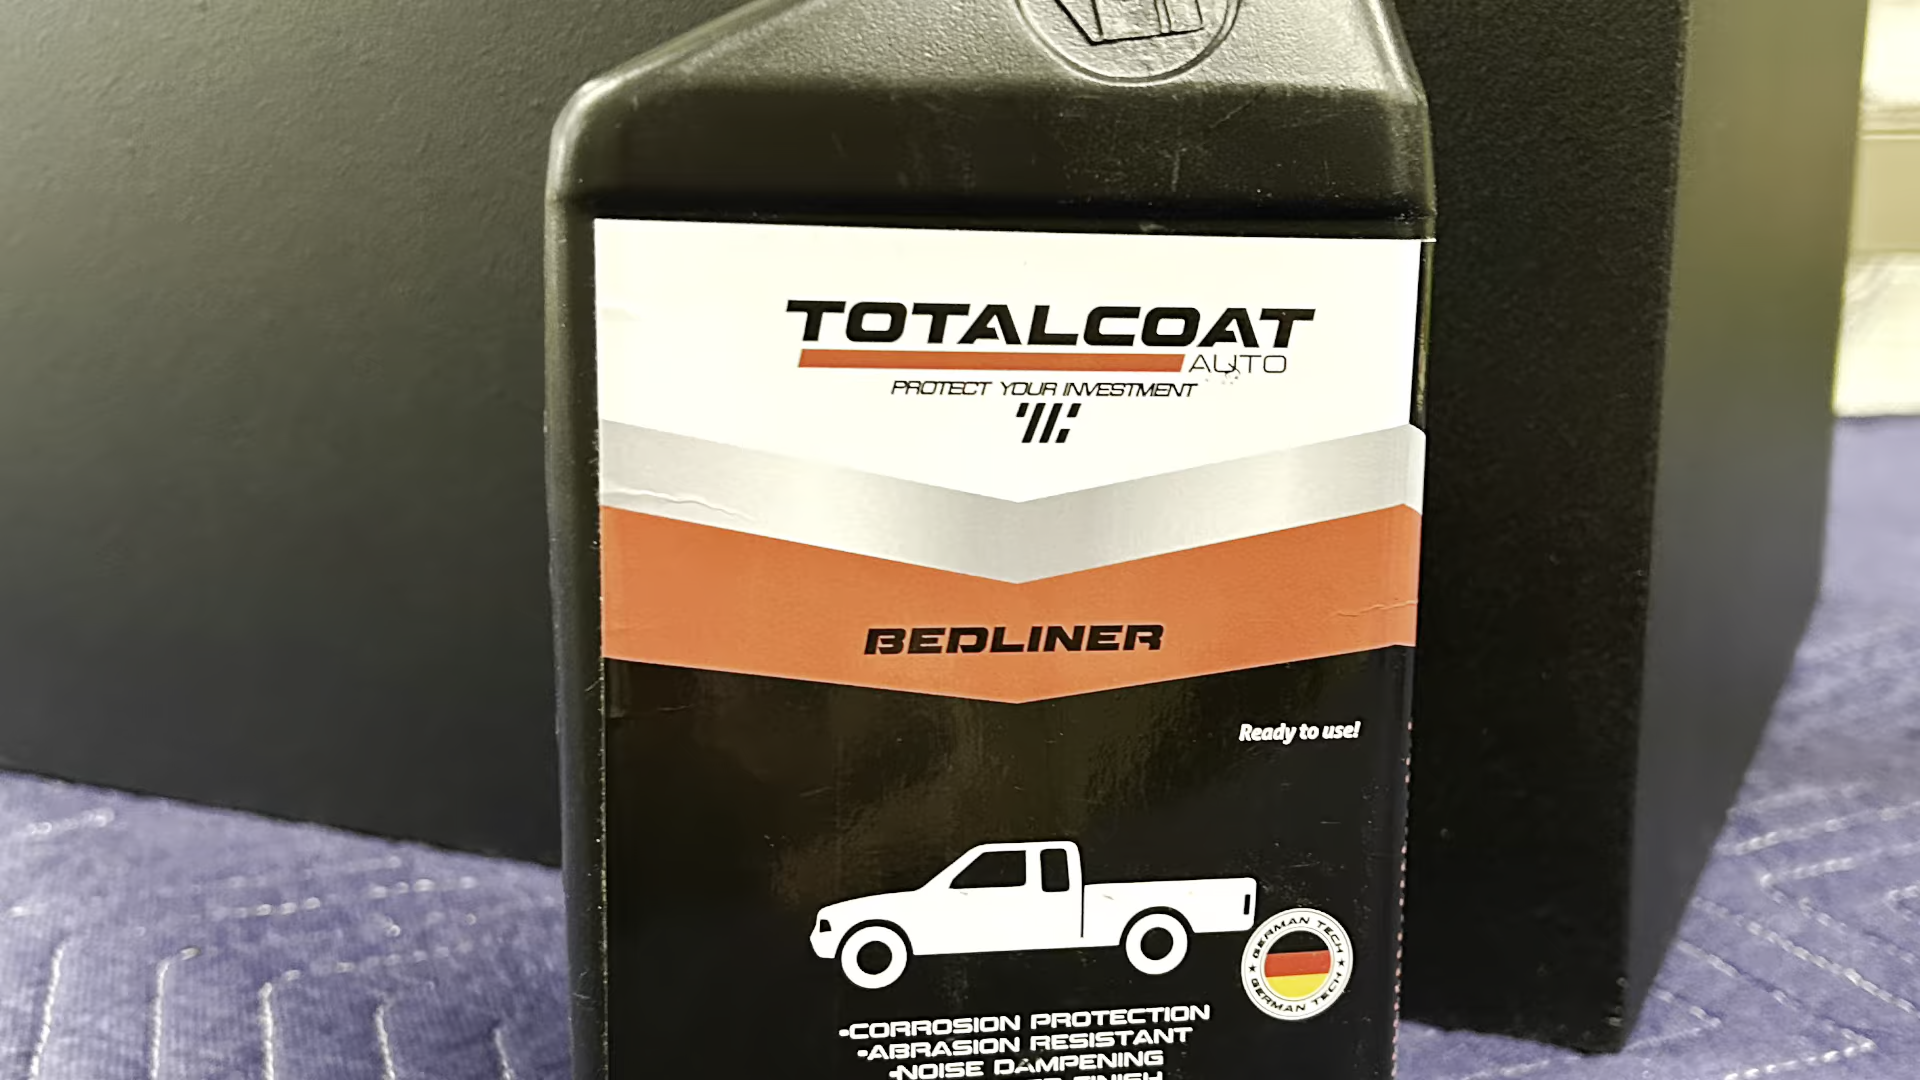 TOTALCOAT
AUTO
PROTECT YOUR INVESTMENT
BEDLINER
Ready to use!
GERMAN TECH
GERMAN TECH
•CORROSION PROTECTION
•ABRASION RESISTANT
•NOISE DAMPENING
FINISH